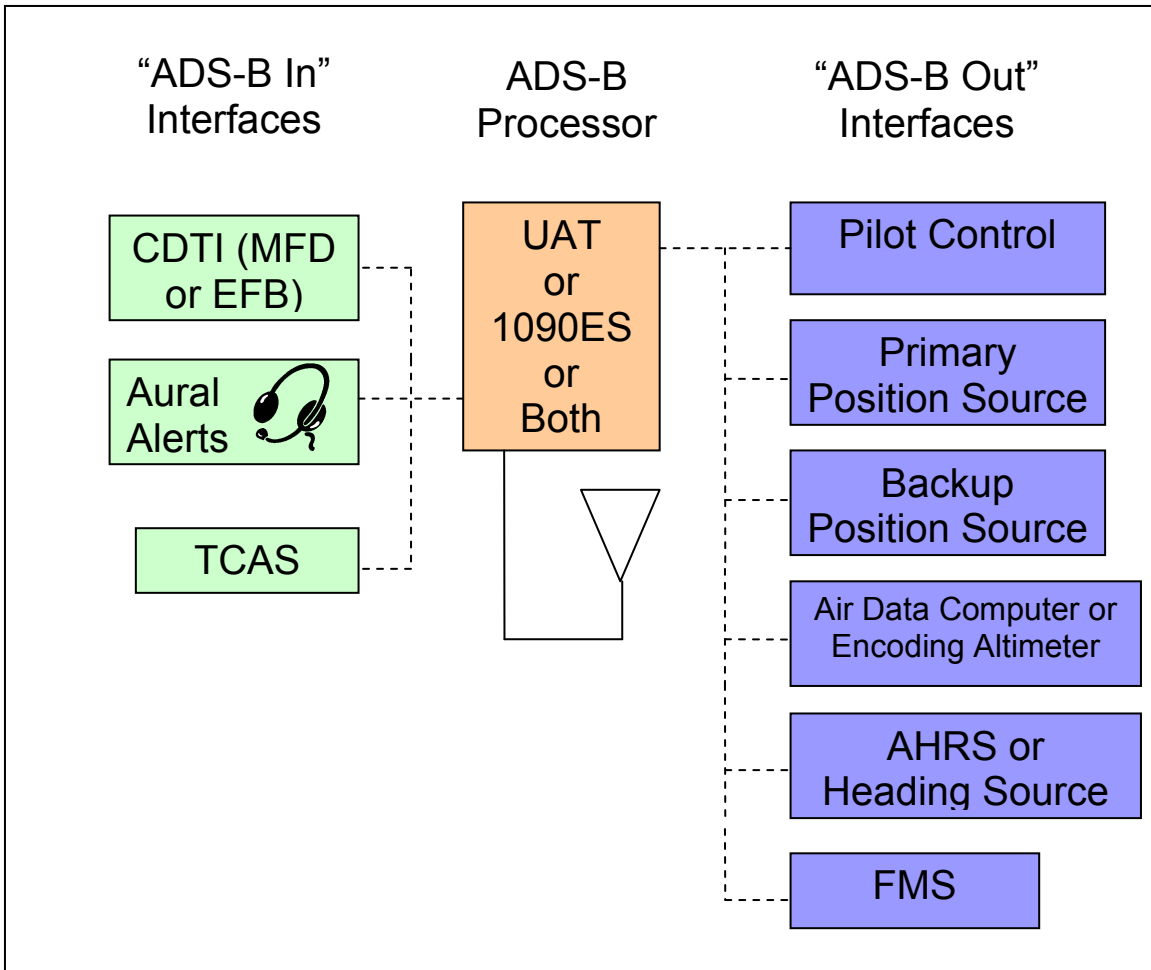 “ADS-B In”
Interfaces
ADS-B
Processor
“ADS-B Out”
Interfaces
CDTI (MFD
or EFB)
Aural
Alerts
TCAS
UAT
or
1090ES
or
Both
Pilot Control
Primary
Position Source
Backup
Position Source
Air Data Computer or
Encoding Altimeter
AHRS or
Heading Source
FMS